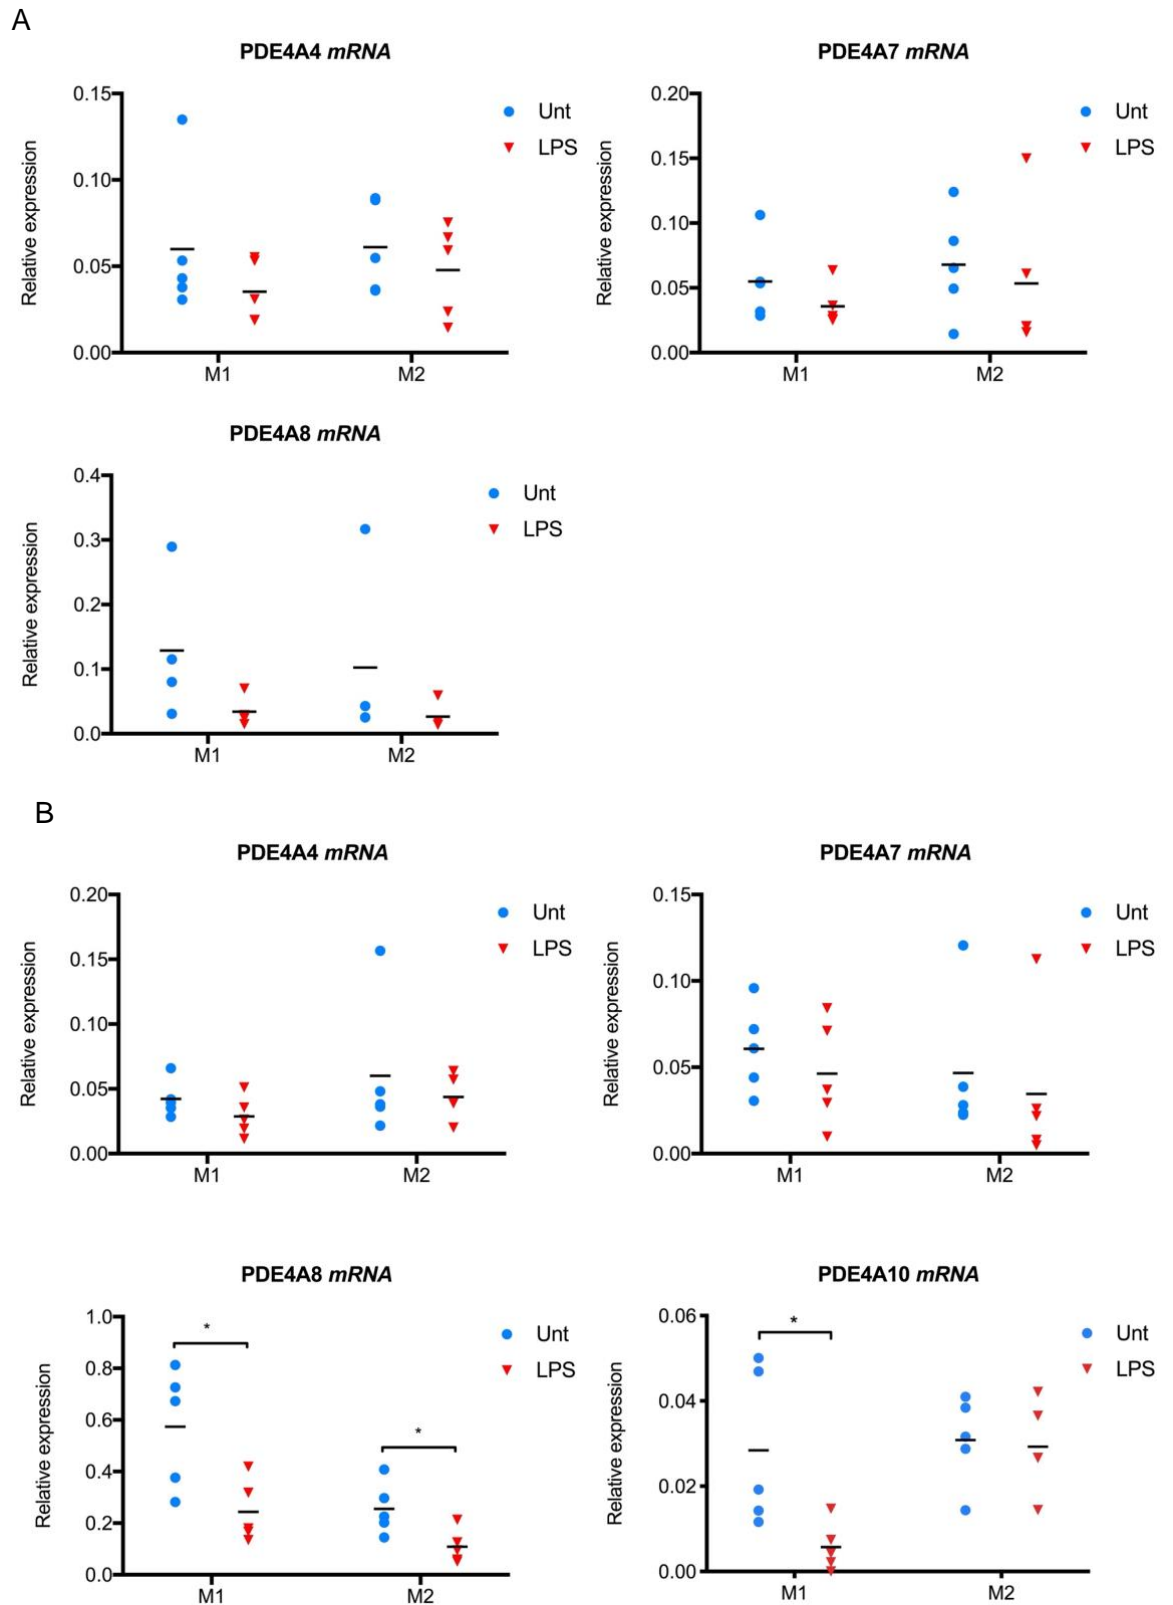 A
PDE4A4 mRNA
0.15
0.10
0.05
0.00
Relative expression
M1
M2
Unt
LPS
PDE4A7 mRNA
0.20
0.15
0.10
0.05
0.00
Relative expression
M1
M2
Unt
LPS
PDE4A8 mRNA
0.4
0.3
0.2
0.1
0.0
Relative expression
M1
M2
Unt
LPS
B
PDE4A4 mRNA
0.20
0.15
0.10
0.05
0.00
Relative expression
M1
M2
Unt
LPS
PDE4A7 mRNA
0.15
0.10
0.05
0.00
Relative expression
M1
M2
Unt
LPS
PDE4A8 mRNA
1.0
0.8
0.6
0.4
0.2
0.0
Relative expression
*
*
M1
M2
Unt
LPS
PDE4A10 mRNA
0.06
0.04
0.02
0.00
Relative expression
*
M1
M2
Unt
LPS